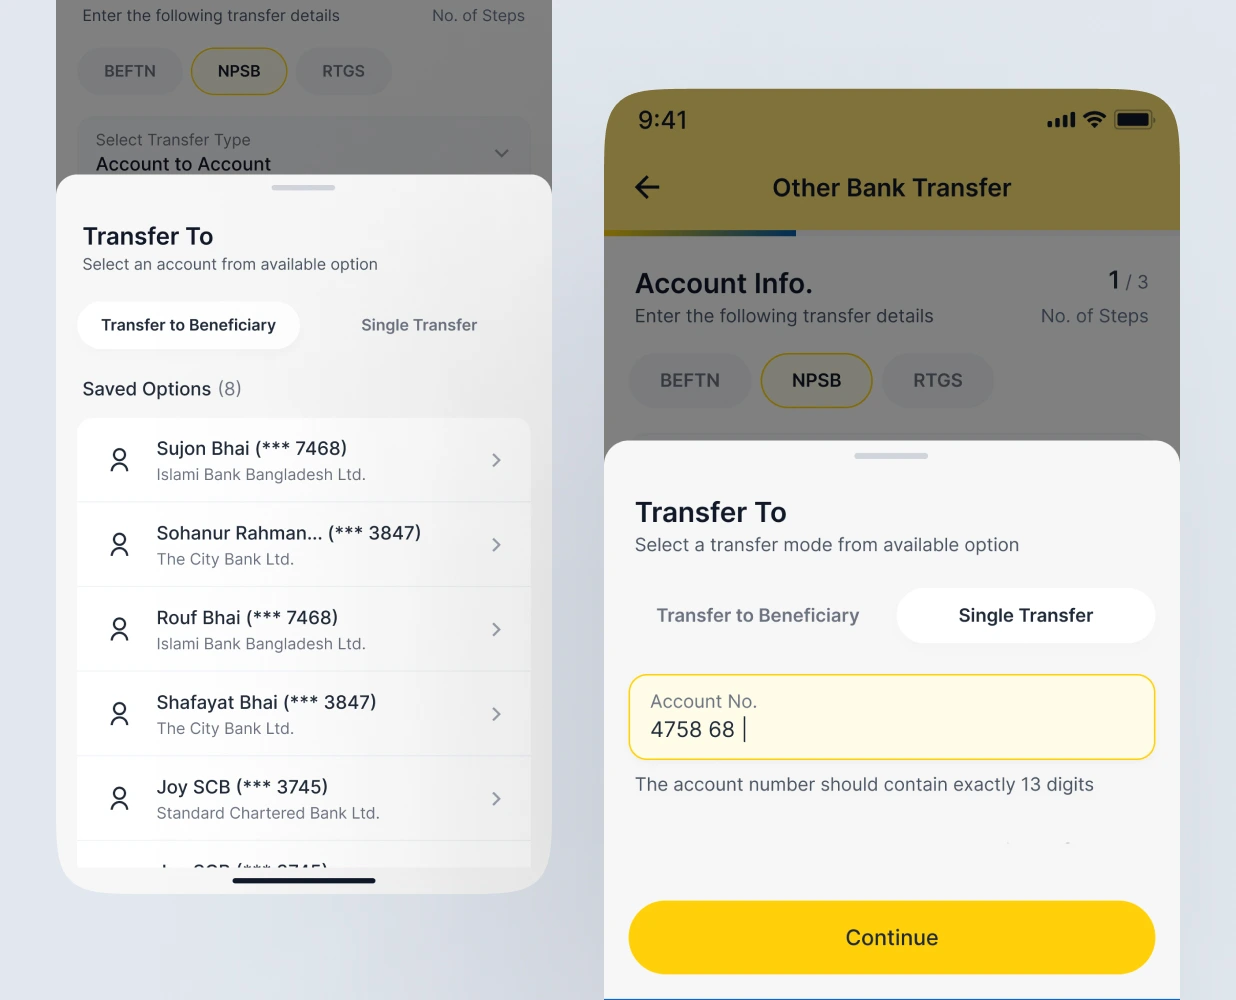 Enter the following transfer details
No. of Steps
BEFTN
NPSB
RTGS
Select Transfer Type
Account to Account
Transfer To
Select an account from available option
Transfer to Beneficiary
Single Transfer
Saved Options (8)
Sujon Bhai (*** 7468)
Islami Bank Bangladesh Ltd.
Sohanur Rahman... (*** 3847)
The City Bank Ltd.
Rouf Bhai (*** 7468)
Islami Bank Bangladesh Ltd.
Shafayat Bhai (*** 3847)
The City Bank Ltd.
Joy SCB (*** 3745)
Standard Chartered Bank Ltd.
9:41
Other Bank Transfer
Account Info.
1 / 3
Enter the following transfer details
No. of Steps
BEFTN
NPSB
RTGS
Transfer To
Select a transfer mode from available option
Transfer to Beneficiary
Single Transfer
Account No.
4758 68
The account number should contain exactly 13 digits
Continue